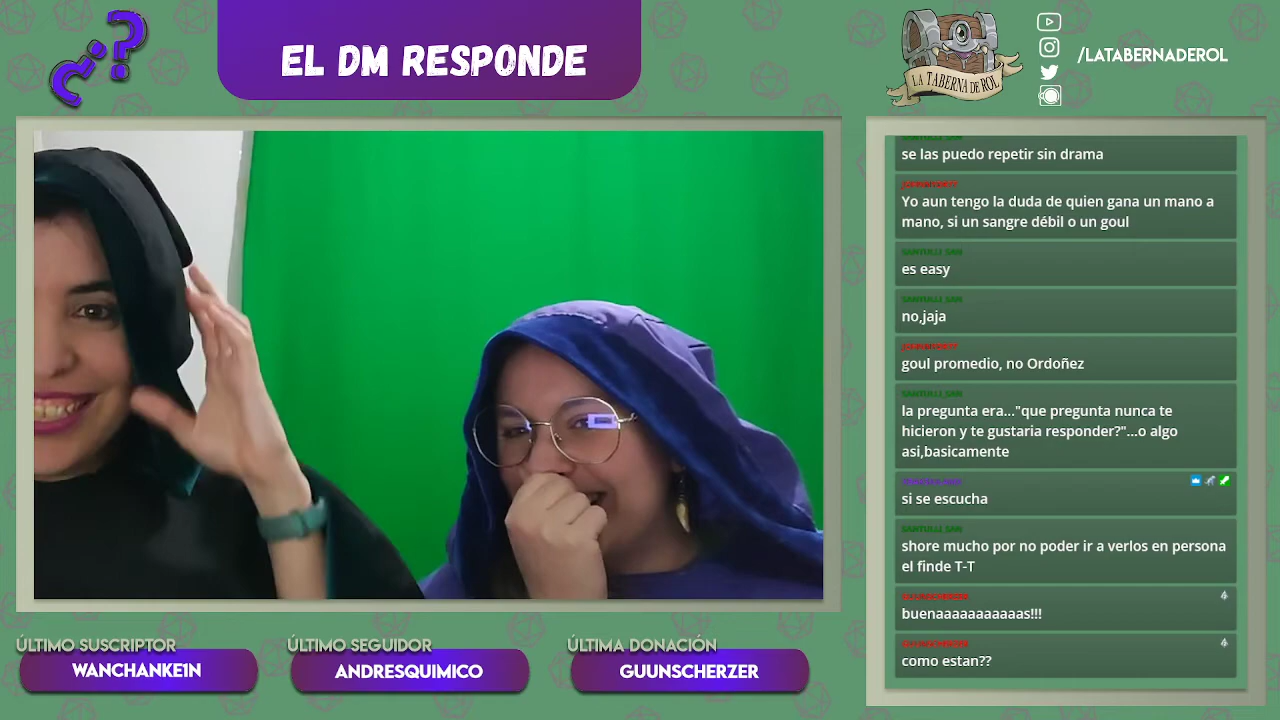 ¿?
EL DM RESPONDE
LA TABERNA DE ROL
/LATABERNADEROL
se las puedo repetir sin drama
Yo aun tengo la duda de quien gana un mano a
mano, si un sangre débil o un goul
es easy
no,jaja
goul promedio, no Ordoñez
la pregunta era..."que pregunta nunca te
hicieron y te gustaria responder?"...o algo
asi,basicamente
si se escucha
shore mucho por no poder ir a verlos en persona
el finde T-T
buenaaaaaaaaaas!!!
como estan??
ÚLTIMO SUSCRIPTOR
WANCHANKE1N
ÚLTIMO SEGUIDOR
ANDRESQUIMICO
ÚLTIMA DONACIÓN
GUUNSCHERZER